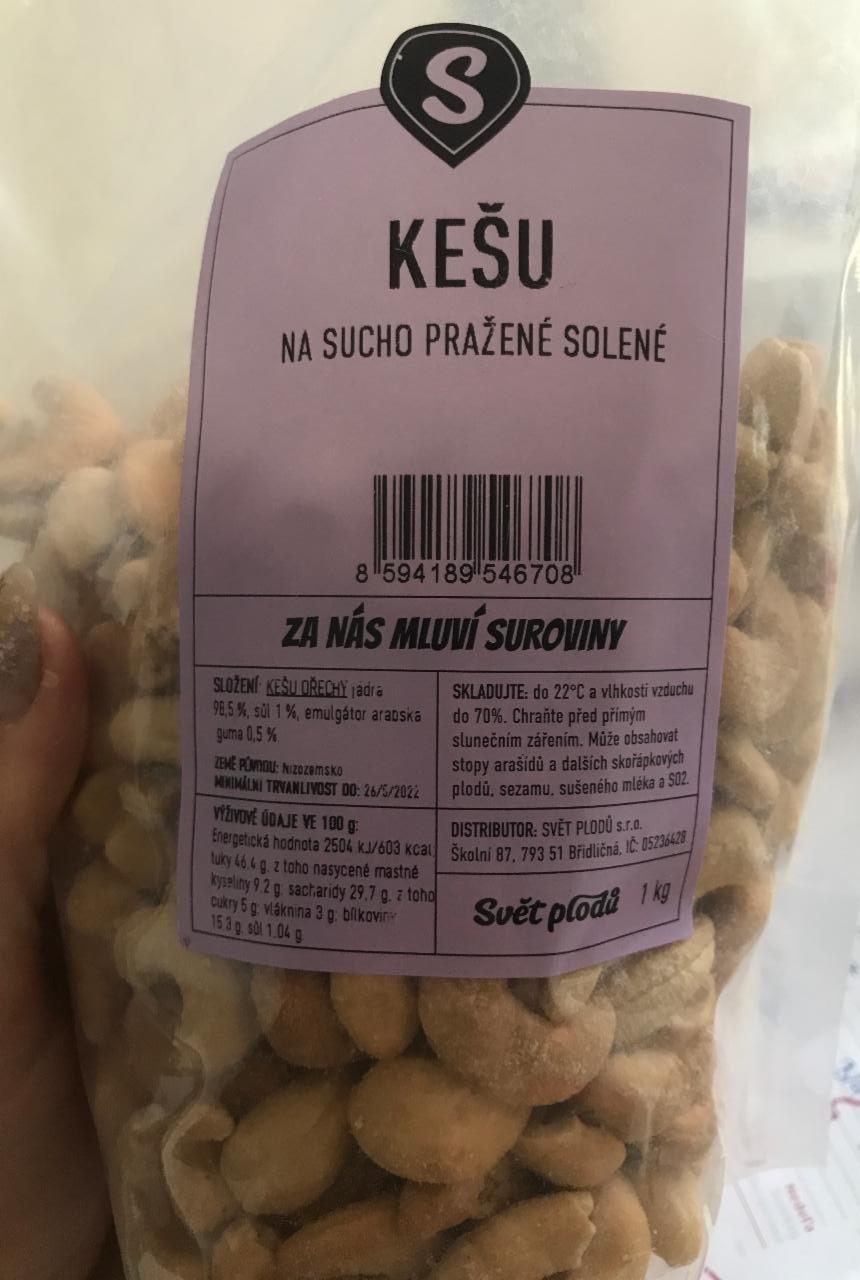 S
KEŠU
NA SUCHO PRAŽENÉ SOLENÉ
8 594189 546708
ZA NÁS MLUVÍ SUROVINY
SLOŽENÍ: KEŠU OŘECHY jádra
98,5 %, sůl 1 %, emulgátor arabská
guma 0,5 %
ZEMĚ PŮVODU: Nizozemsko
MINIMÁLNÍ TRVANLIVOST DO: 26/5/2022
VÝŽIVOVÉ ÚDAJE VE 100 g:
Energetická hodnota 2504 kJ/603 kcal;
tuky 46,4 g, z toho nasycené mastné
kyseliny 9,2 g; sacharidy 29,7 g, z toho
cukry 5 g; vláknina 3 g; bílkoviny
15,3 g, sůl 1,04 g
SKLADUJTE: do 22°C a vlhkosti vzduchu
do 70%. Chraňte před přímým
slunečním zářením. Může obsahovat
stopy arašídů a dalších skořápkových
plodů, sezamu, sušeného mléka a SO2.
DISTRIBUTOR: SVĚT PLODŮ s.r.o.
Školní 87, 793 51 Břidličná, IČ: 05236428
Svět plodů 1 kg